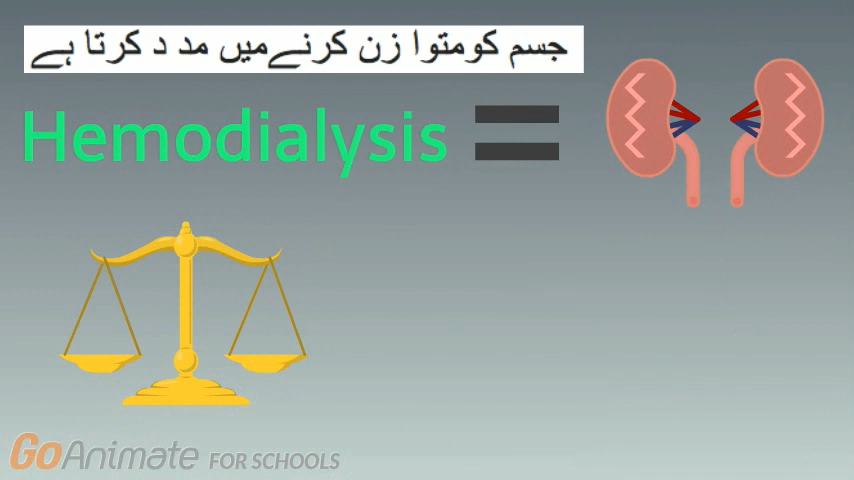 جسم کومتوا زن کرنےمیں مد د کرتا ہے
Hemodialysis =
GoAnimate FOR SCHOOLS